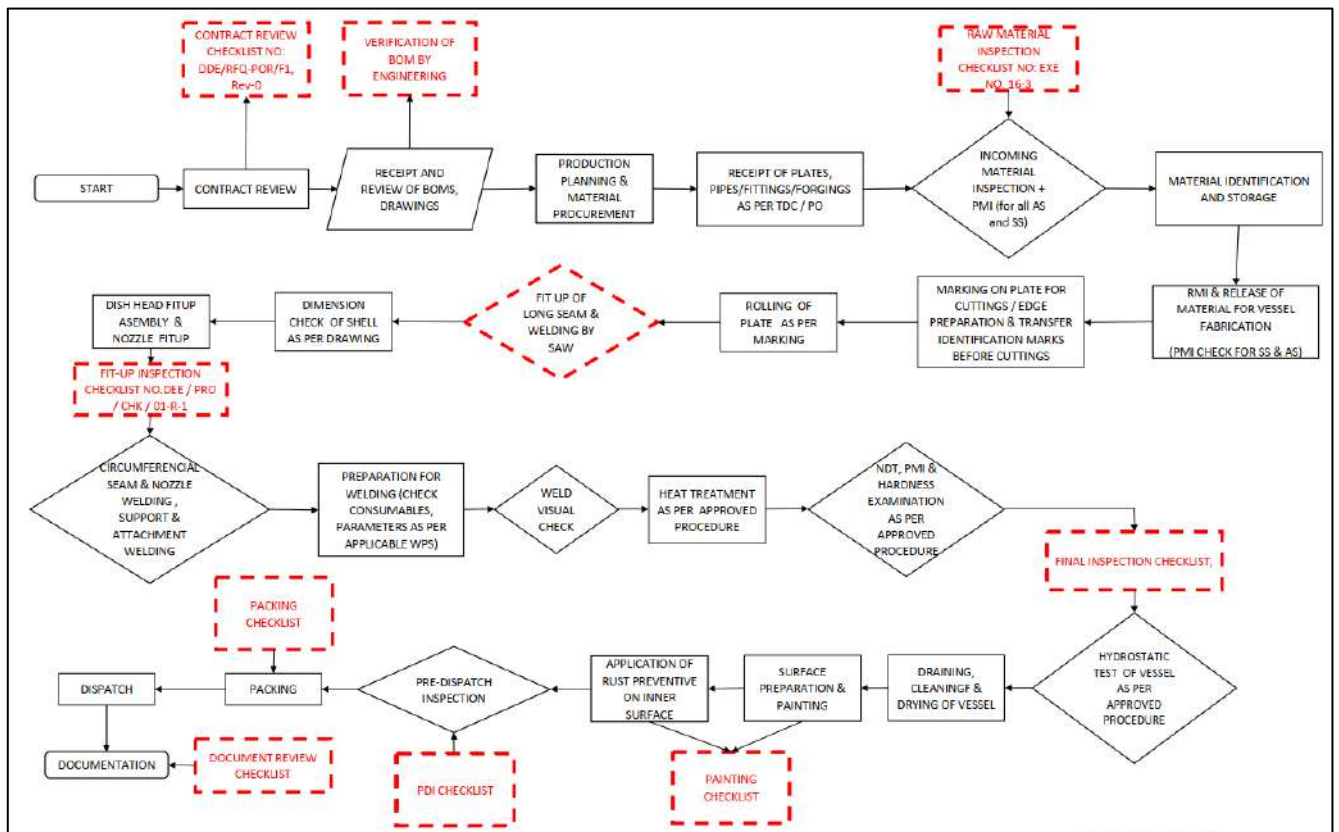 CONTRACT REVIEW
CHECKLIST NO:
DDE/RFQ-POR/F1,
Rev-0
VERIFICATION OF
BOM BY
ENGINEERING
RAW MATERIAL
INSPECTION
CHECKLIST NO: EXE
NO. 16-3
START
CONTRACT REVIEW
RECEIPT AND
REVIEW OF BOMS,
DRAWINGS
PRODUCTION
PLANNING &
MATERIAL
PROCUREMENT
RECEIPT OF PLATES,
PIPES/FITTINGS/FORGINGS
AS PER TDC / PO
INCOMING
MATERIAL
INSPECTION +
PMI (for all AS
and SS)
MATERIAL IDENTIFICATION
AND STORAGE
DISH HEAD FITUP
ASEMBLY &
NOZZLE FITUP
DIMENSION
CHECK OF SHELL
AS PER DRAWING
FIT UP OF
LONG SEAM &
WELDING BY
SAW
ROLLING OF
PLATE AS PER
MARKING
MARKING ON PLATE FOR
CUTTINGS / EDGE
PREPARATION & TRANSFER
IDENTIFICATION MARKS
BEFORE CUTTINGS
RMI & RELEASE OF
MATERIAL FOR VESSEL
FABRICATION
(PMI CHECK FOR SS & AS)
FIT-UP INSPECTION
CHECKLIST NO.DEE / PRO
/ CHK / 01-R-1
CIRCUMFERENCIAL
SEAM & NOZZLE
WELDING ,
SUPPORT &
ATTACHMENT
WELDING
PREPARATION FOR
WELDING (CHECK
CONSUMABLES,
PARAMETERS AS PER
APPLICABLE WPS)
WELD
VISUAL
CHECK
HEAT TREATMENT
AS PER APPROVED
PROCEDURE
NDT, PMI &
HARDNESS
EXAMINATION
AS PER
APPROVED
PROCEDURE
FINAL INSPECTION CHECKLIST,
PACKING
CHECKLIST
DISPATCH
PACKING
PRE-DISPATCH
INSPECTION
APPLICATION OF
RUST PREVENTIVE
ON INNER
SURFACE
SURFACE
PREPARATION &
PAINTING
DRAINING,
CLEANINGF &
DRYING OF VESSEL
HYDROSTATIC
TEST OF VESSEL
AS PER
APPROVED
PROCEDURE
DOCUMENTATION
DOCUMENT REVIEW
CHECKLIST
PDI CHECKLIST
PAINTING
CHECKLIST